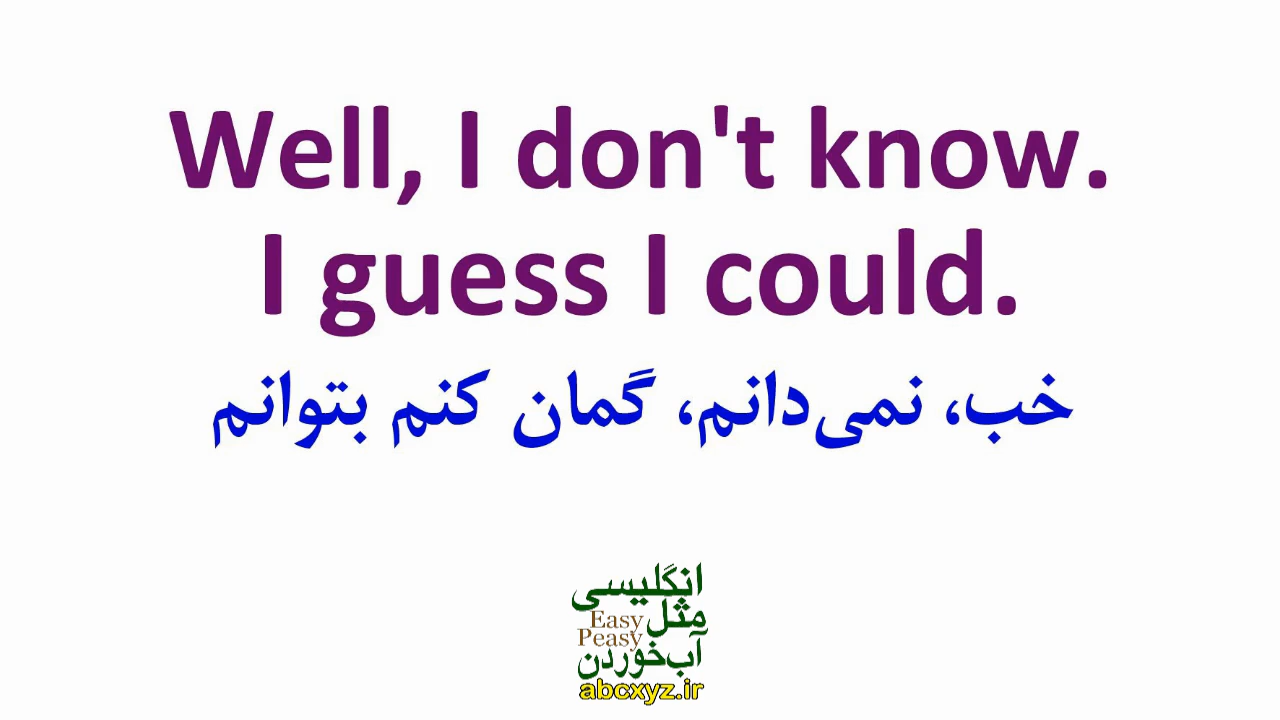 Well, I don't know.
I guess I could.
خب، نمی‌دانم، گمان کنم بتوانم
انگلیسی
مثل
Easy
Peasy
آب‌خوردن
abcxyz.ir